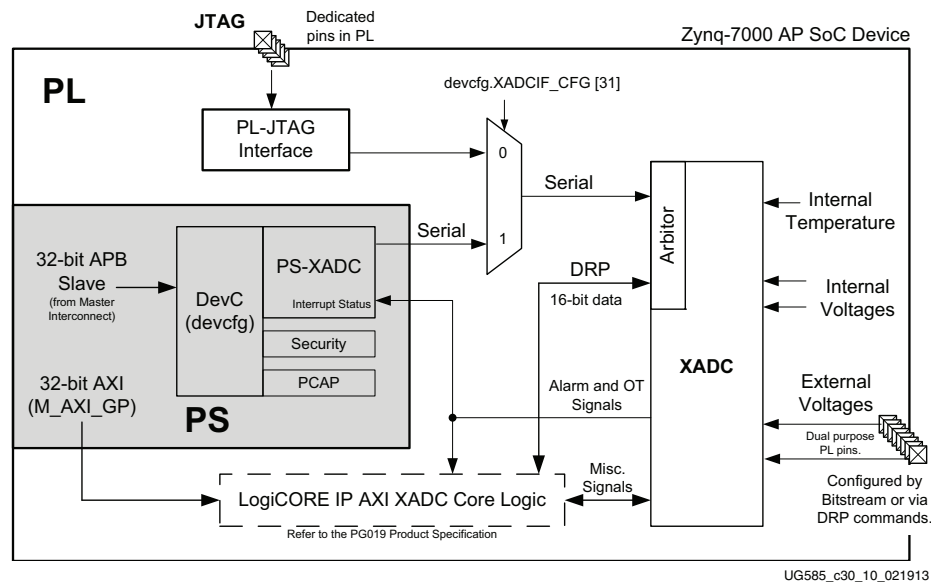 JTAG
Dedicated
pins in PL
Zynq-7000 AP SoC Device
PL
devcfg.XADCIF_CFG [31]
PL-JTAG
Interface
0
Serial
Arbitor
Internal
Temperature
Serial
1
32-bit APB
Slave
(from Master
Interconnect)
DevC
(devcfg)
PS-XADC
Interrupt Status
DRP
16-bit data
Internal
Voltages
Security
PCAP
XADC
32-bit AXI
(M_AXI_GP)
PS
Alarm and OT
Signals
External
Voltages
Dual purpose
PL pins.
LogiCORE IP AXI XADC Core Logic
Misc.
Signals
Refer to the PG019 Product Specification
Configured by
Bitstream or via
DRP commands.
UG585_c30_10_021913